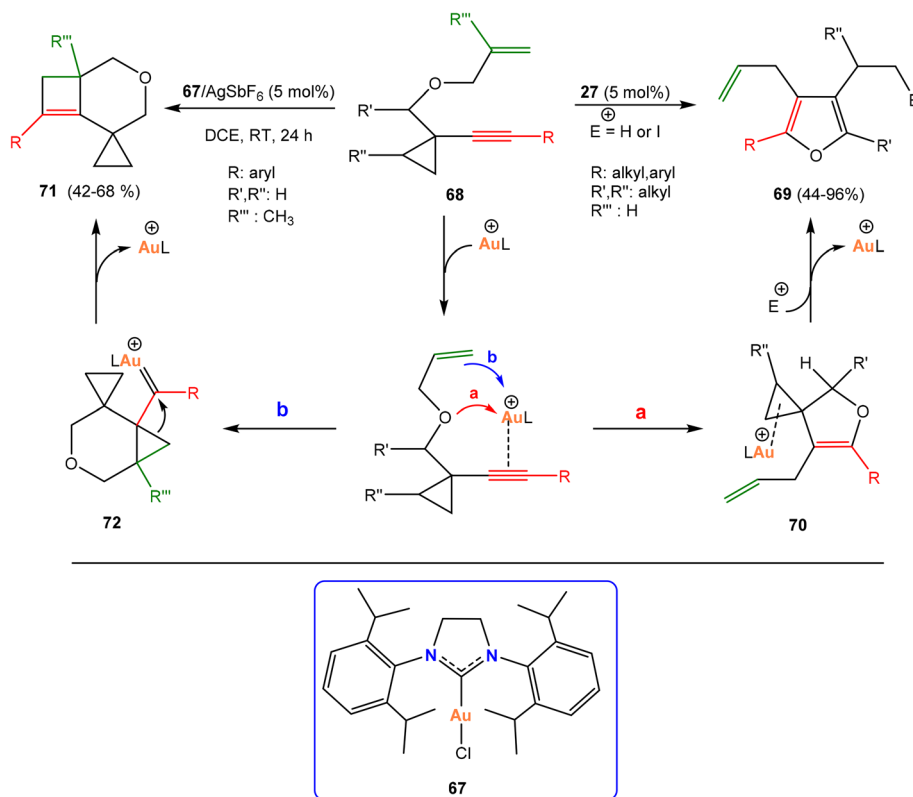 R'''
O
R
71 (42-68 %)
67/AgSbF6 (5 mol%)
DCE, RT, 24 h
R: aryl
R',R'': H
R''' : CH3
R'''
O
R'
R''
R
68
27 (5 mol%)
⊕
E = H or I
R: alkyl,aryl
R',R'': alkyl
R''' : H
R''
E
R
O
R'
69 (44-96%)
⊕
AuL
⊕
AuL
⊕
AuL
⊕
E
⊕
LAu
R
O
R'''
72
b
b
a
O
⊕
AuL
R'
R''
R
a
R''
H
R'
O
⊕
LAu
R
70
N
N
Au
Cl
67